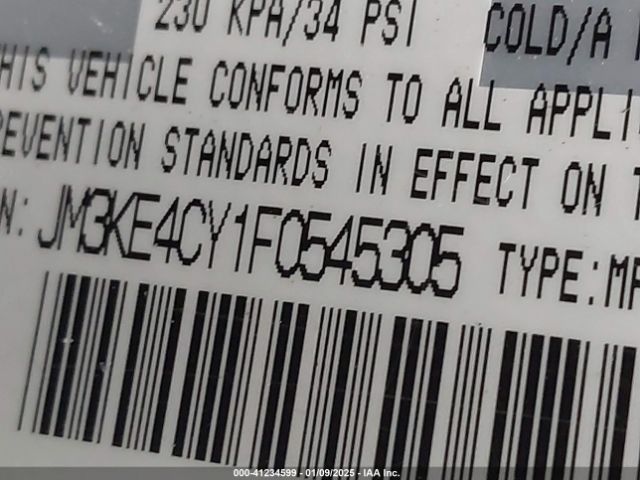 230 KPA/34 PSI COLD/A
THIS VEHICLE CONFORMS TO ALL APPLI
REVENTION STANDARDS IN EFFECT ON T
N: JM3KE4CY1F0545305 TYPE:MP
000-41234599 — 01/09/2025 — IAA Inc.